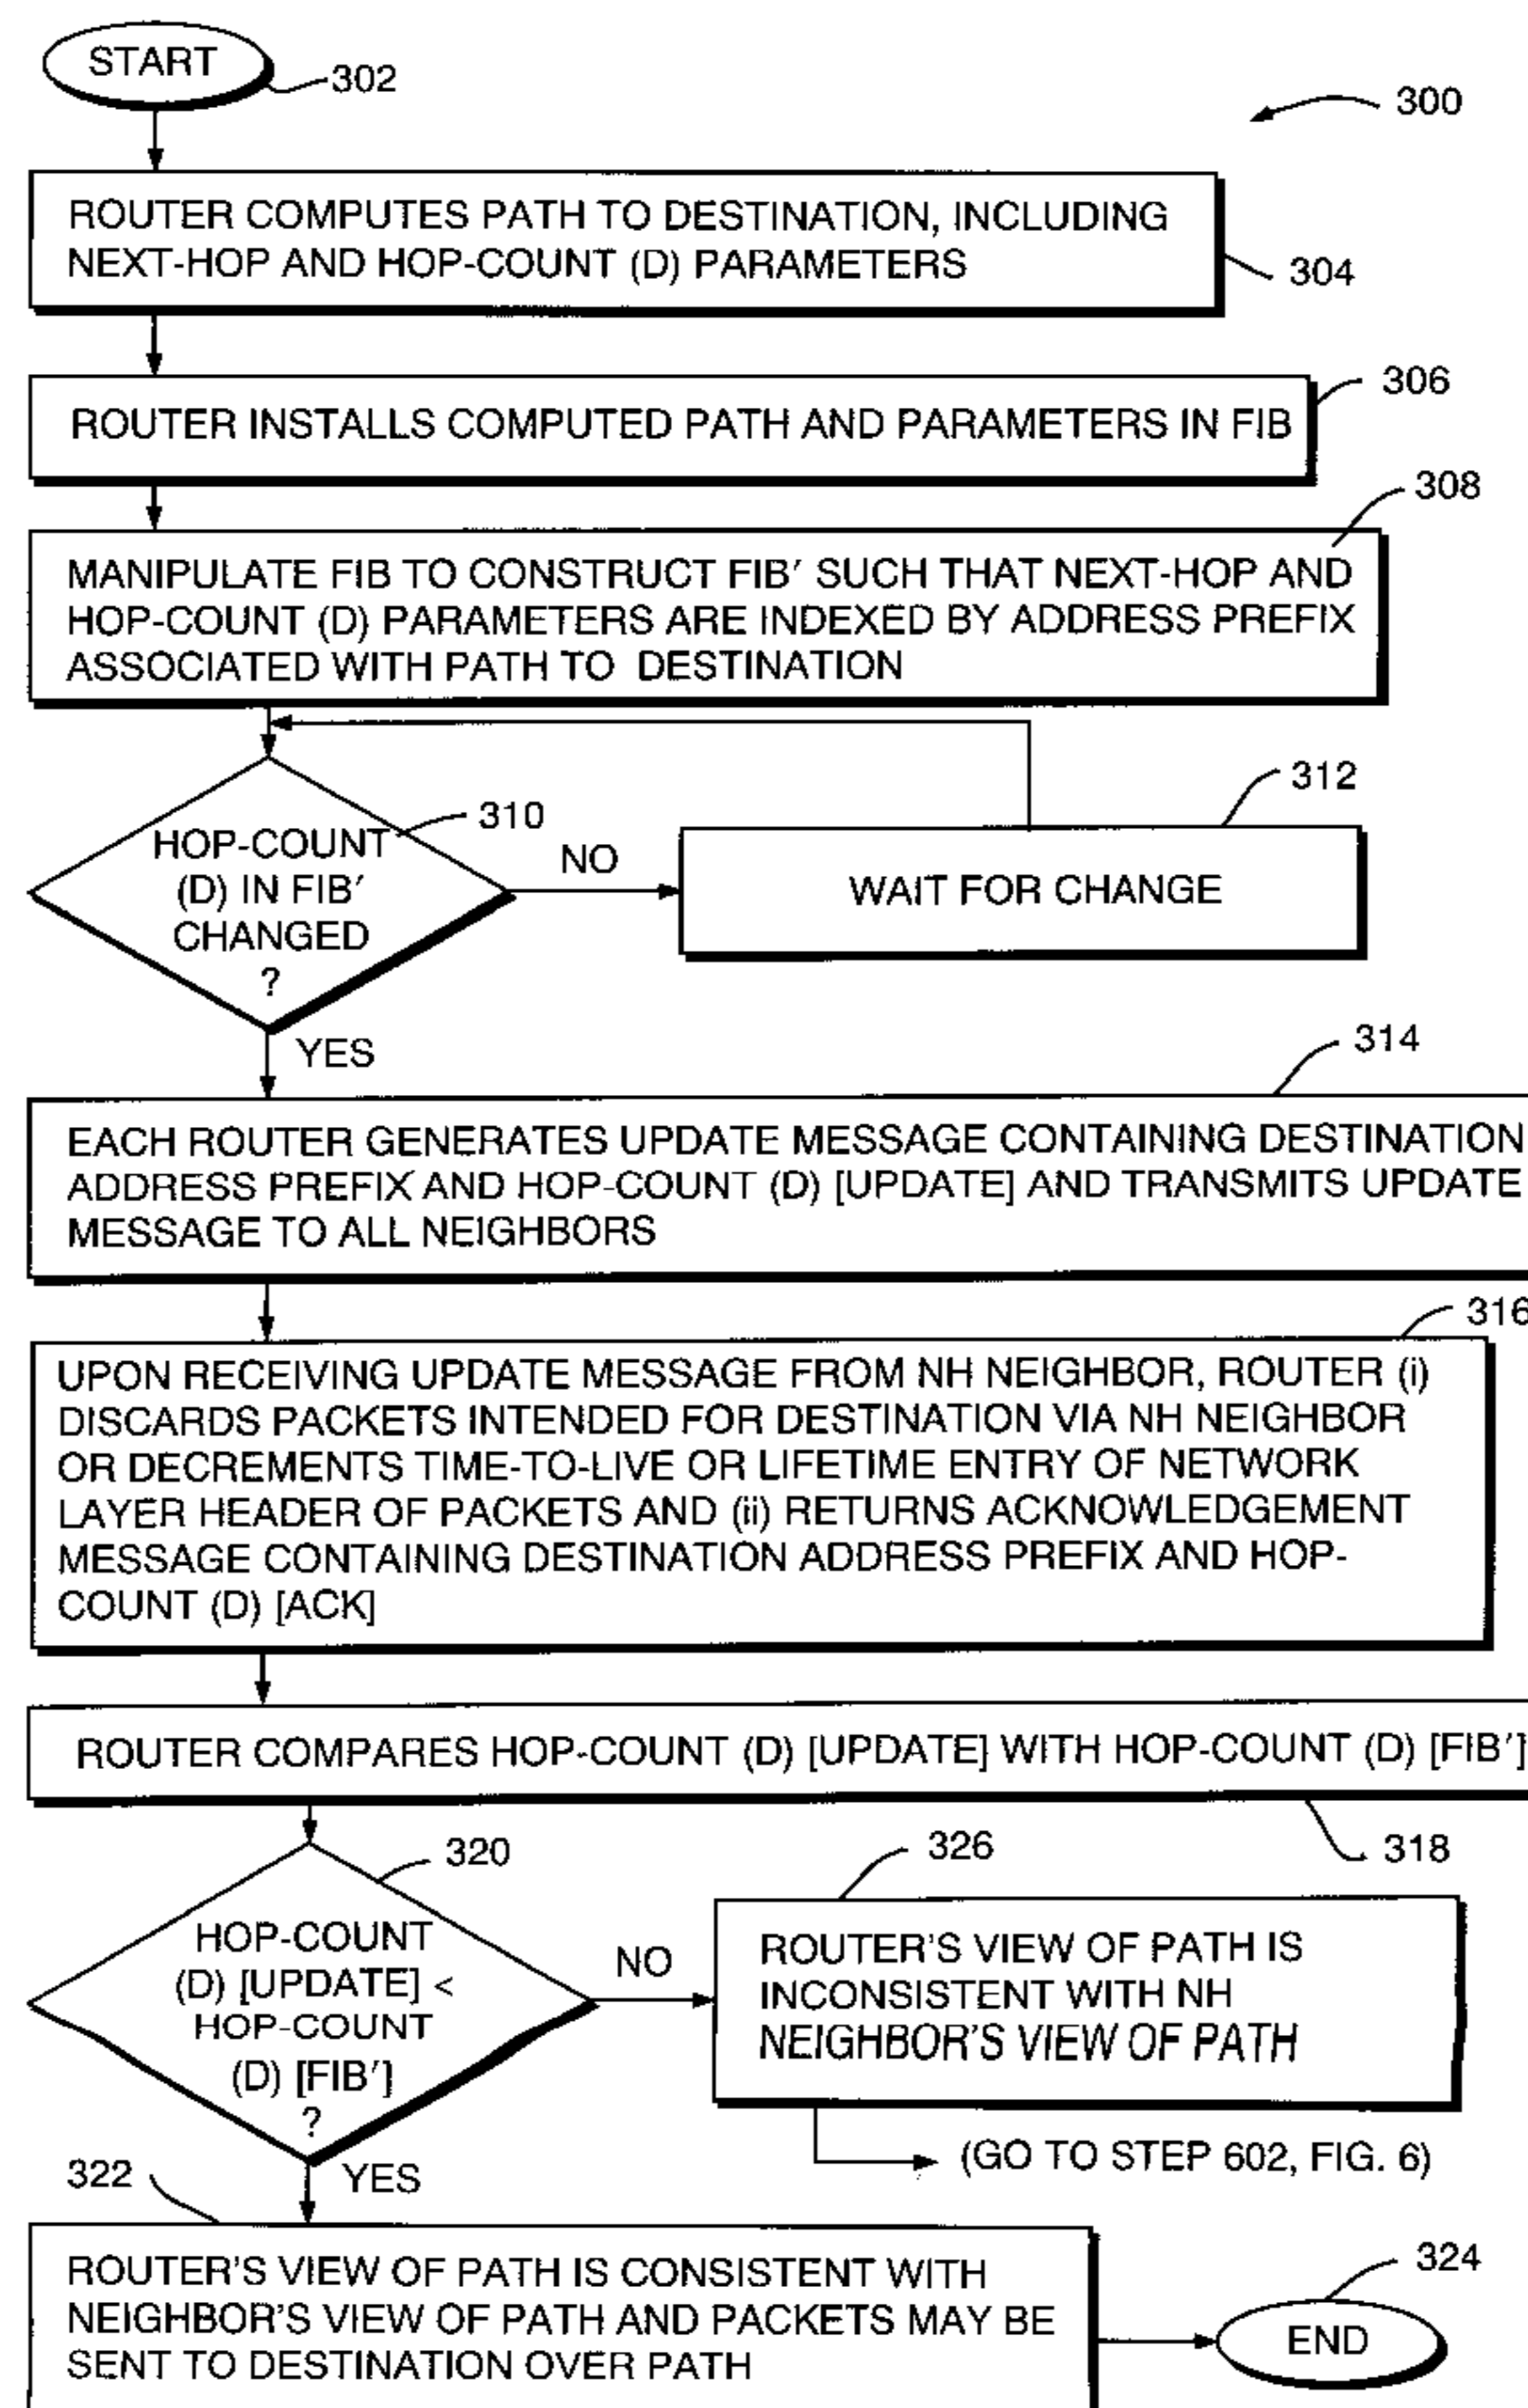 START
302
300
ROUTER COMPUTES PATH TO DESTINATION, INCLUDING
NEXT-HOP AND HOP-COUNT (D) PARAMETERS
304
306
ROUTER INSTALLS COMPUTED PATH AND PARAMETERS IN FIB
308
MANIPULATE FIB TO CONSTRUCT FIB' SUCH THAT NEXT-HOP AND
HOP-COUNT (D) PARAMETERS ARE INDEXED BY ADDRESS PREFIX
ASSOCIATED WITH PATH TO DESTINATION
312
310
HOP-COUNT
(D) IN FIB'
CHANGED
?
NO
WAIT FOR CHANGE
YES
314
EACH ROUTER GENERATES UPDATE MESSAGE CONTAINING DESTINATION
ADDRESS PREFIX AND HOP-COUNT (D) [UPDATE] AND TRANSMITS UPDATE
MESSAGE TO ALL NEIGHBORS
316
UPON RECEIVING UPDATE MESSAGE FROM NH NEIGHBOR, ROUTER (i)
DISCARDS PACKETS INTENDED FOR DESTINATION VIA NH NEIGHBOR
OR DECREMENTS TIME-TO-LIVE OR LIFETIME ENTRY OF NETWORK
LAYER HEADER OF PACKETS AND (ii) RETURNS ACKNOWLEDGEMENT
MESSAGE CONTAINING DESTINATION ADDRESS PREFIX AND HOP-
COUNT (D) [ACK]
ROUTER COMPARES HOP-COUNT (D) [UPDATE] WITH HOP-COUNT (D) [FIB']
318
320
HOP-COUNT
(D) [UPDATE] <
HOP-COUNT
(D) [FIB']
?
NO
326
ROUTER'S VIEW OF PATH IS
INCONSISTENT WITH NH
NEIGHBOR'S VIEW OF PATH
(GO TO STEP 602, FIG. 6)
322
YES
ROUTER'S VIEW OF PATH IS CONSISTENT WITH
NEIGHBOR'S VIEW OF PATH AND PACKETS MAY BE
SENT TO DESTINATION OVER PATH
324
END